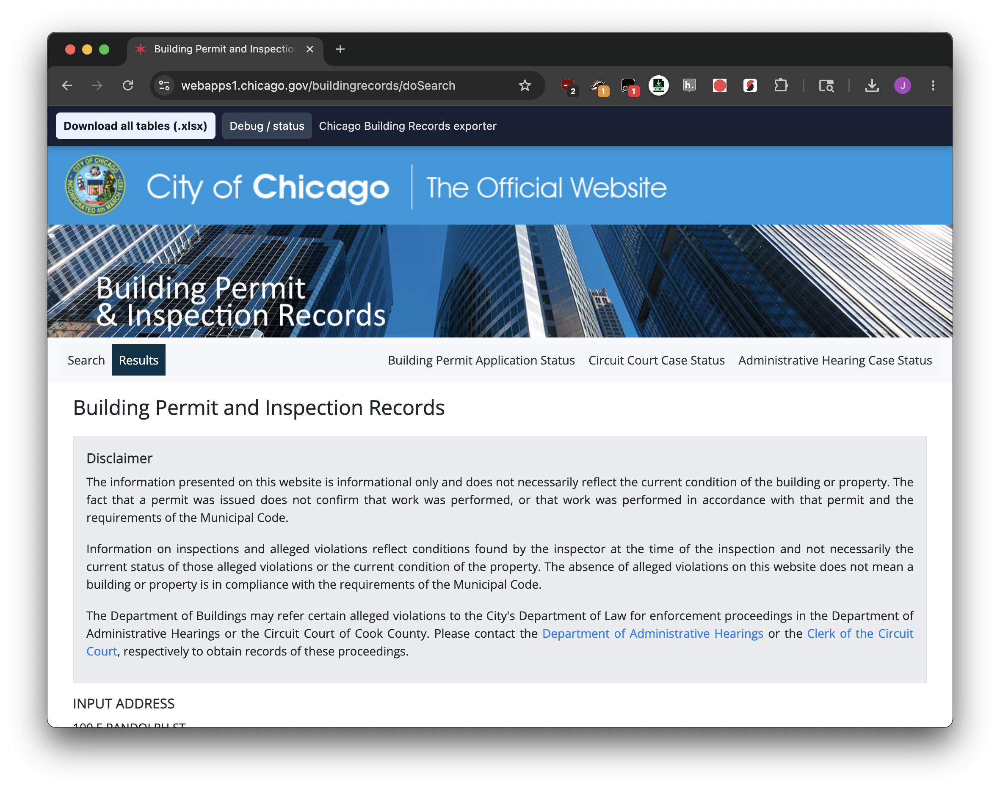 Building Permit and Inspectio
webapps1.chicago.gov/buildingrecords/doSearch
2
1
1
PDF
h.
J
Download all tables (.xlsx)
Debug / status
Chicago Building Records exporter
CITY OF CHICAGO
INCORPORATED 4th MARCH 1837
City of Chicago
The Official Website
Building Permit
& Inspection Records
Search
Results
Building Permit Application Status
Circuit Court Case Status
Administrative Hearing Case Status
Building Permit and Inspection Records
Disclaimer
The information presented on this website is informational only and does not necessarily reflect the current condition of the building or property. The
fact that a permit was issued does not confirm that work was performed, or that work was performed in accordance with that permit and the
requirements of the Municipal Code.
Information on inspections and alleged violations reflect conditions found by the inspector at the time of the inspection and not necessarily the
current status of those alleged violations or the current condition of the property. The absence of alleged violations on this website does not mean a
building or property is in compliance with the requirements of the Municipal Code.
The Department of Buildings may refer certain alleged violations to the City's Department of Law for enforcement proceedings in the Department of
Administrative Hearings or the Circuit Court of Cook County. Please contact the Department of Administrative Hearings or the Clerk of the Circuit
Court, respectively to obtain records of these proceedings.
INPUT ADDRESS
100 E RANDOLPH ST